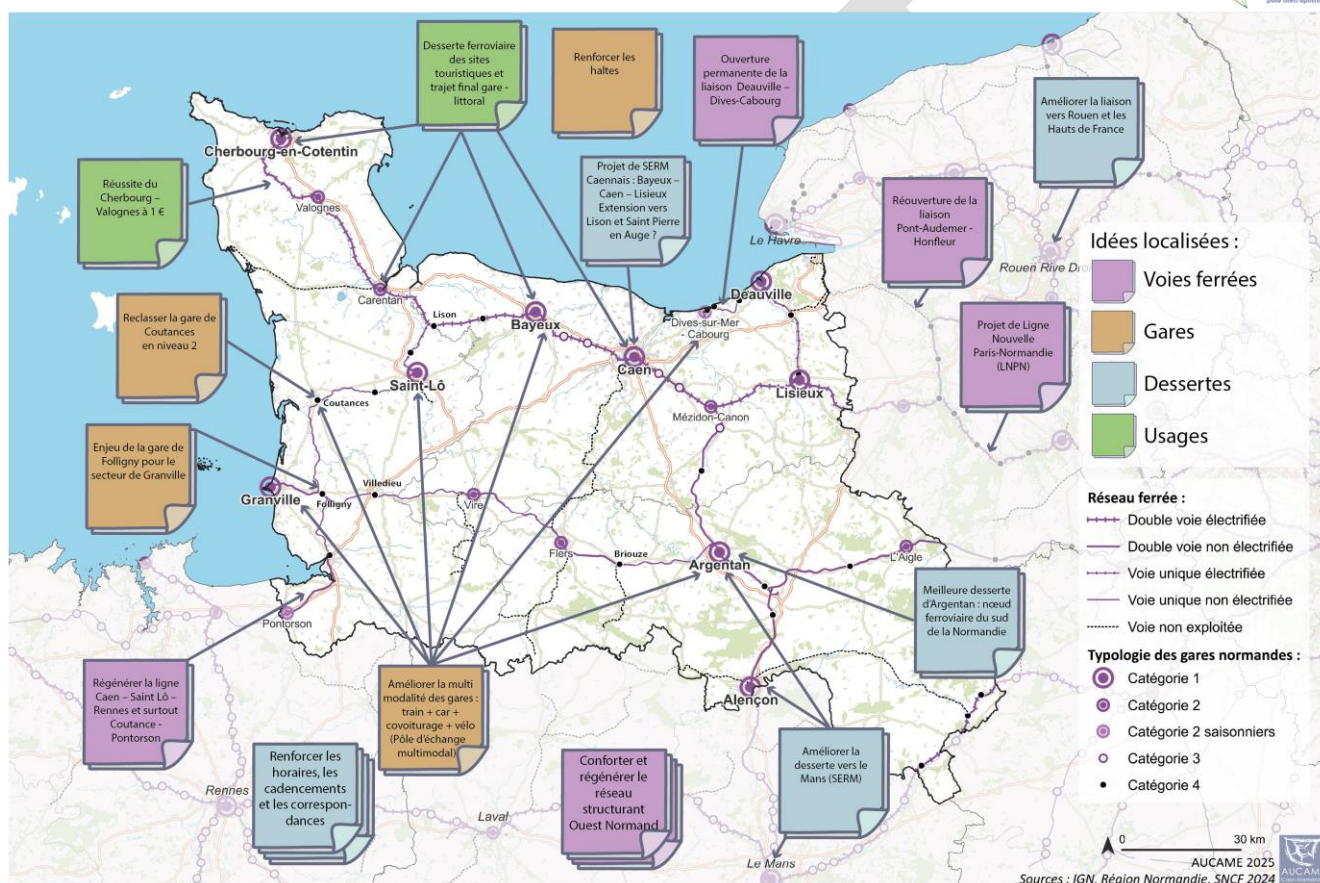 pôle métropolitain
Desserte ferroviaire
des sites
touristiques et
trajet final gare -
littoral
Renforcer les
haltes
Ouverture
permanente de la
liaison Deauville –
Dives-Cabourg
Améliorer la liaison
vers Rouen et les
Hauts de France
Réussite du
Cherbourg –
Valognes à 1 €
Projet de SERM
Caennais : Bayeux –
Caen – Lisieux
Extension vers
Lison et Saint Pierre
en Auge ?
Réouverture de la
liaison
Pont-Audemer -
Honfleur
Projet de Ligne
Nouvelle
Paris-Normandie
(LNPN)
Reclasser la gare de
Coutances
en niveau 2
Enjeu de la gare de
Folligny pour le
secteur de
Granville
Régénérer la ligne
Caen – Saint Lô –
Rennes et surtout
Coutance -
Pontorson
Renforcer les
horaires, les
cadencements
et les correspon-
dances
Améliorer la multi
modalité des gares :
train + car +
covoiturage + vélo
(Pôle d'échange
multimodal)
Conforter et
régénérer le
réseau
structurant
Ouest Normand
Améliorer la
desserte vers le
Mans (SERM)
Meilleure desserte
d'Argentan : nœud
ferroviaire du sud
de la Normandie
Cherbourg-en-Cotentin
Valognes
Carentan
Lison
Bayeux
Caen
Dives-sur-Mer
- Cabourg
Deauville
Le Havre
Rouen Rive Dro
Saint-Lô
Coutances
Mézidon-Canon
Lisieux
Granville
Folligny
Villedieu
Vire
Flers
Briouze
Argentan
L'Aigle
Pontorson
Alençon
Rennes
Laval
Le Mans
Idées localisées :
Voies ferrées
Gares
Dessertes
Usages
Réseau ferrée :
Double voie électrifiée
Double voie non électrifiée
Voie unique électrifiée
Voie unique non électrifiée
Voie non exploitée
Typologie des gares normandes :
Catégorie 1
Catégorie 2
Catégorie 2 saisonniers
Catégorie 3
Catégorie 4
0 30 km
AUCAME 2025
Sources : IGN, Région Normandie, SNCF 2024
AUCAME